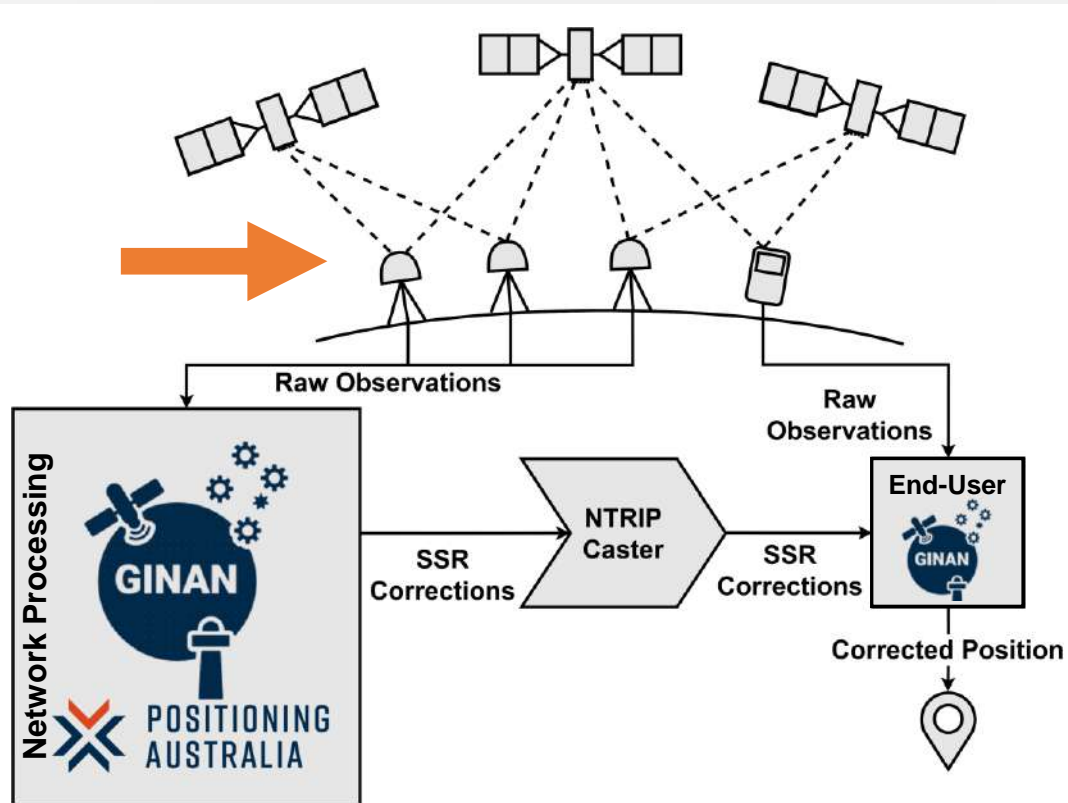 Raw Observations
Raw
Observations
Network Processing
GINAN
POSITIONING
AUSTRALIA
SSR
Corrections
NTRIP
Caster
SSR
Corrections
End-User
GINAN
Corrected Position